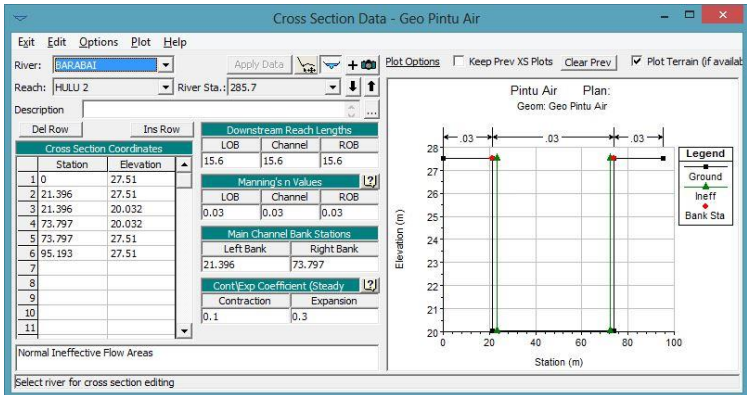 Cross Section Data - Geo Pintu Air
Exit Edit Options Plot Help
River: BARABAI Apply Data
Reach: HULU 2 River Sta.: 285.7
Description ...
Del Row Ins Row
Cross Section Coordinates
Station Elevation
1 0 27.51
2 21.396 27.51
3 21.396 20.032
4 73.797 20.032
5 73.797 27.51
6 95.193 27.51
7
8
9
10
11
Downstream Reach Lengths
LOB Channel ROB
15.6 15.6 15.6
Manning's n Values
LOB Channel ROB
0.03 0.03 0.03
Main Channel Bank Stations
Left Bank Right Bank
21.396 73.797
Cont\Exp Coefficient (Steady
Contraction Expansion
0.1 0.3
Normal Ineffective Flow Areas
Select river for cross section editing
Plot Options Keep Prev XS Plots Clear Prev Plot Terrain (if availab
Pintu Air Plan:
Geom: Geo Pintu Air
.03 .03 .03
28
27
26
25
24
23
22
21
20
0 20 40 60 80 100
Elevation (m)
Station (m)
Legend
Ground
Ineff
Bank Sta